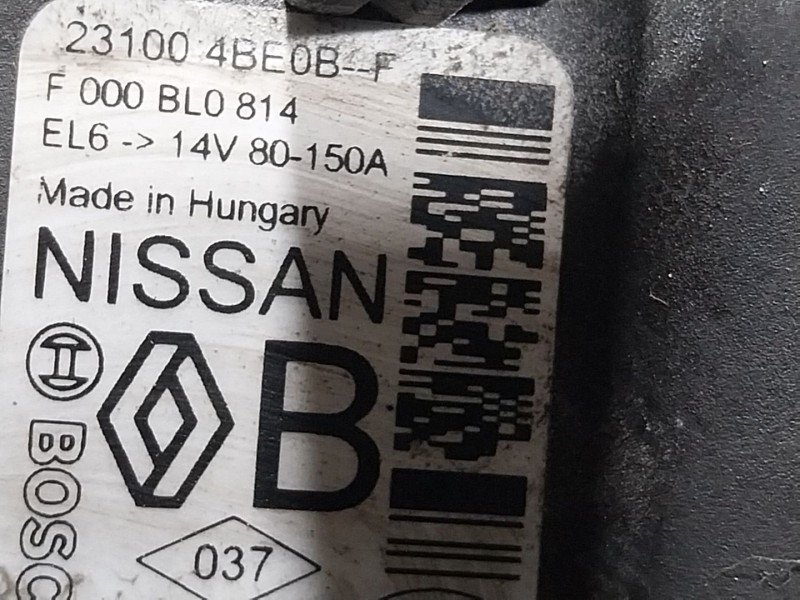 23100 4BE0B--F
F 000 BL0 814
EL6 -> 14V 80-150A
Made in Hungary
NISSAN
B
BOSC
037